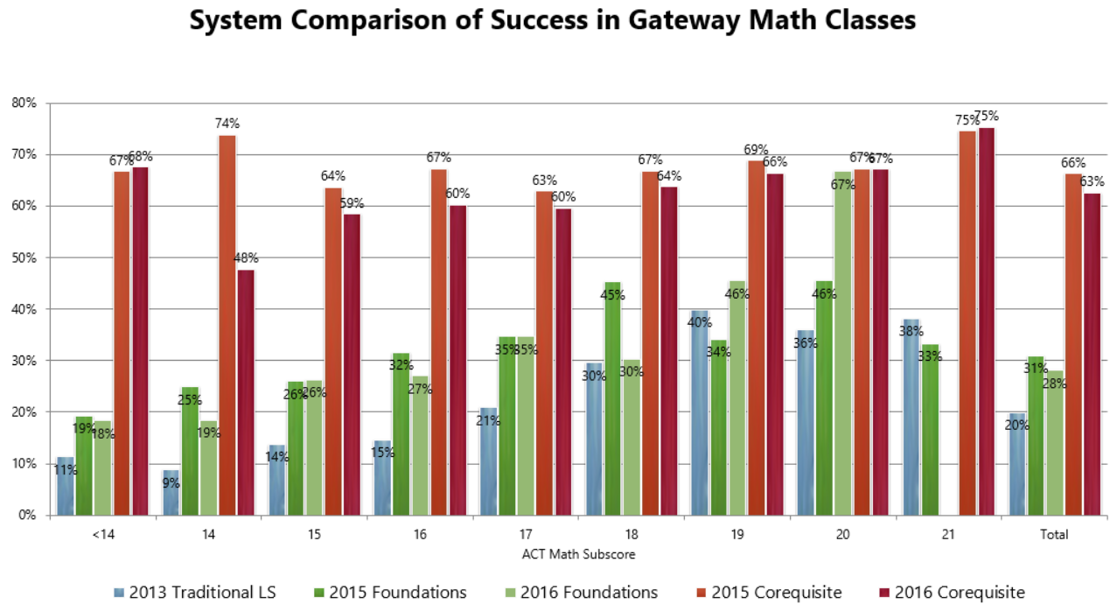 System Comparison of Success in Gateway Math Classes
80%
70%
60%
50%
40%
30%
20%
10%
0%
11% 19% 18% 67% 68%
9% 25% 19% 74% 48%
14% 26% 26% 64% 59%
15% 32% 27% 67% 60%
21% 35% 35% 63% 60%
30% 45% 30% 67% 64%
40% 34% 46% 69% 66%
36% 46% 67% 67% 67%
38% 33% 75% 75%
20% 31% 28% 66% 63%
<14 14 15 16 17 18 19 20 21 Total
ACT Math Subscore
2013 Traditional LS 2015 Foundations 2016 Foundations 2015 Corequisite 2016 Corequisite